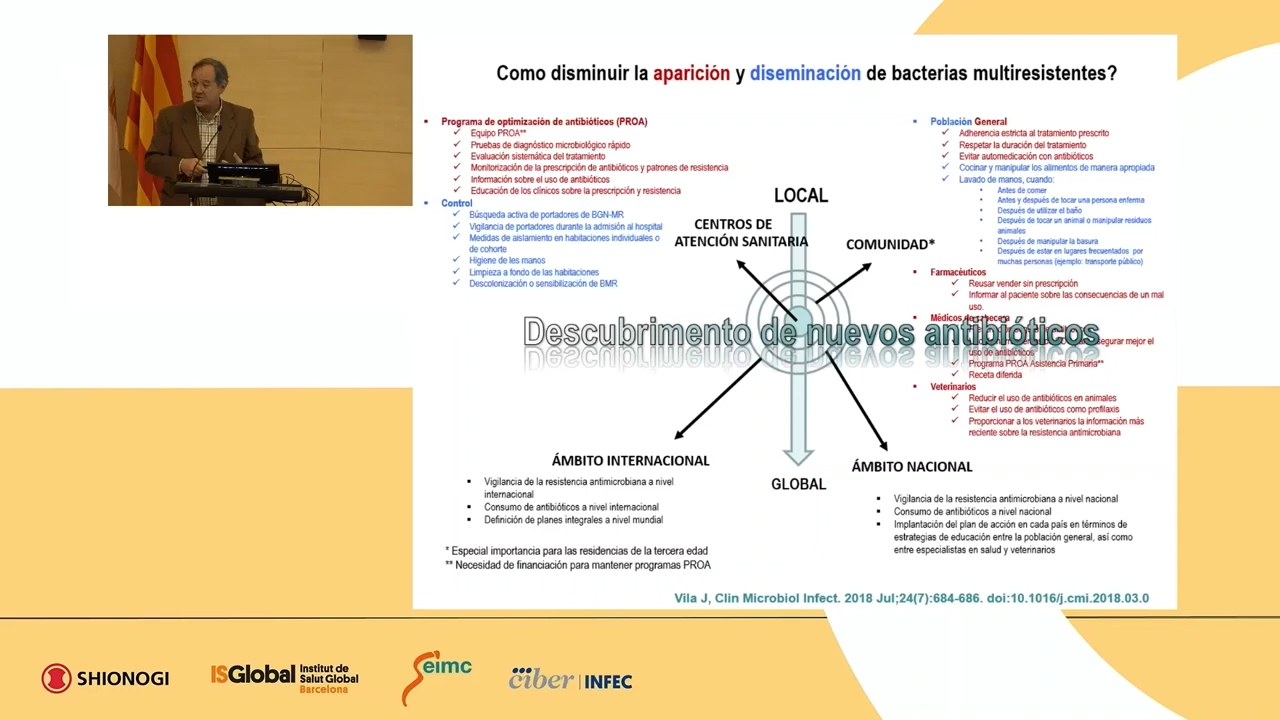 Como disminuir la aparición y diseminación de bacterias multiresistentes?
Programa de optimización de antibióticos (PROA)
Equipo PROA**
Pruebas de diagnóstico microbiológico rápido
Evaluación sistemática del tratamiento
Monitorización de la prescripción de antibióticos y patrones de resistencia
Información sobre el uso de antibióticos
Educación de los clínicos sobre la prescripción y resistencia
Control
Búsqueda activa de portadores de BGN-MR
Vigilancia de portadores durante la admisión al hospital
Medidas de aislamiento en habitaciones individuales o
de cohorte
Higiene de les manos
Limpieza a fondo de las habitaciones
Descolonización o sensibilización de BMR
LOCAL
CENTROS DE
ATENCIÓN SANITARIA
COMUNIDAD*
Población General
Adherencia estricta al tratamiento prescrito
Respetar la duración del tratamiento
Evitar automedicación con antibióticos
Cocinar y manipular los alimentos de manera apropiada
Lavado de manos, cuando:
Antes de comer
Antes y después de tocar una persona enferma
Después de utilizar el baño
Después de tocar un animal o manipular residuos
animales
Después de manipular la basura
Después de estar en lugares frecuentados por
muchas personas (ejemplo: transporte público)
Farmacéuticos
Reusar vender sin prescripción
Informar al paciente sobre las consecuencias de un mal
uso.
Médicos de cabecera
Descubrimento de nuevos antibióticos
segurar mejor el
uso de antibióticos
Programa PROA Asistencia Primaria**
Receta diferida
Veterinarios
Reducir el uso de antibióticos en animales
Evitar el uso de antibióticos como profilaxis
Proporcionar a los veterinarios la información más
reciente sobre la resistencia antimicrobiana
ÁMBITO INTERNACIONAL
Vigilancia de la resistencia antimicrobiana a nivel
internacional
Consumo de antibióticos a nivel internacional
Definición de planes integrales a nivel mundial
GLOBAL
ÁMBITO NACIONAL
Vigilancia de la resistencia antimicrobiana a nivel nacional
Consumo de antibióticos a nivel nacional
Implantación del plan de acción en cada país en términos de
estrategias de educación entre la población general, así como
entre especialistas en salud y veterinarios
* Especial importancia para las residencias de la tercera edad
** Necesidad de financiación para mantener programas PROA
Vila J, Clin Microbiol Infect. 2018 Jul;24(7):684-686. doi:10.1016/j.cmi.2018.03.0
SHIONOGI
ISGlobal Institut de
Salut Global
Barcelona
Seimc
ciber | INFEC